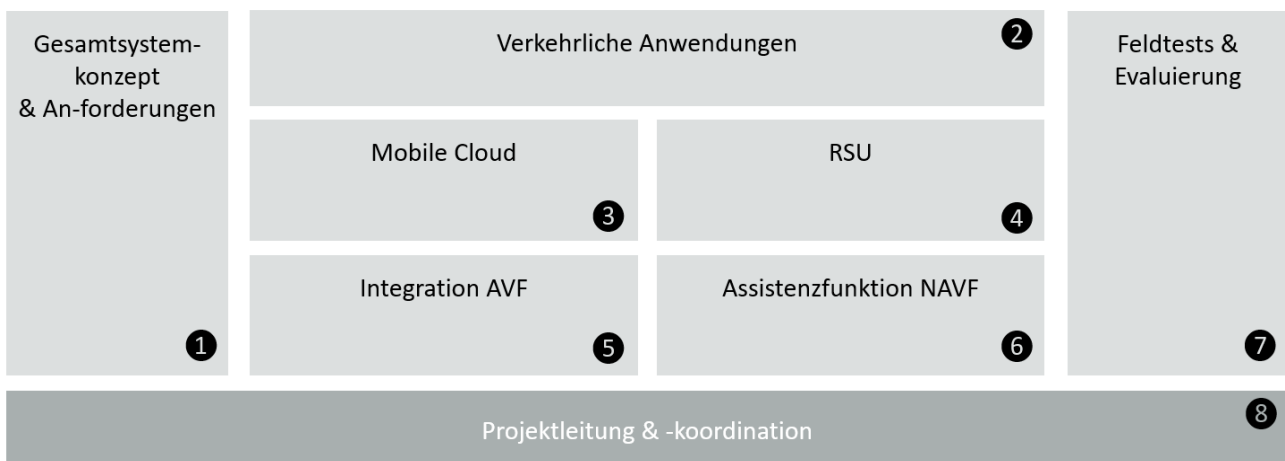 Gesamtsystem-
konzept
& An-forderungen
1
Verkehrliche Anwendungen
2
Mobile Cloud
3
RSU
4
Integration AVF
5
Assistenzfunktion NAVF
6
Feldtests &
Evaluierung
7
Projektleitung & -koordination
8